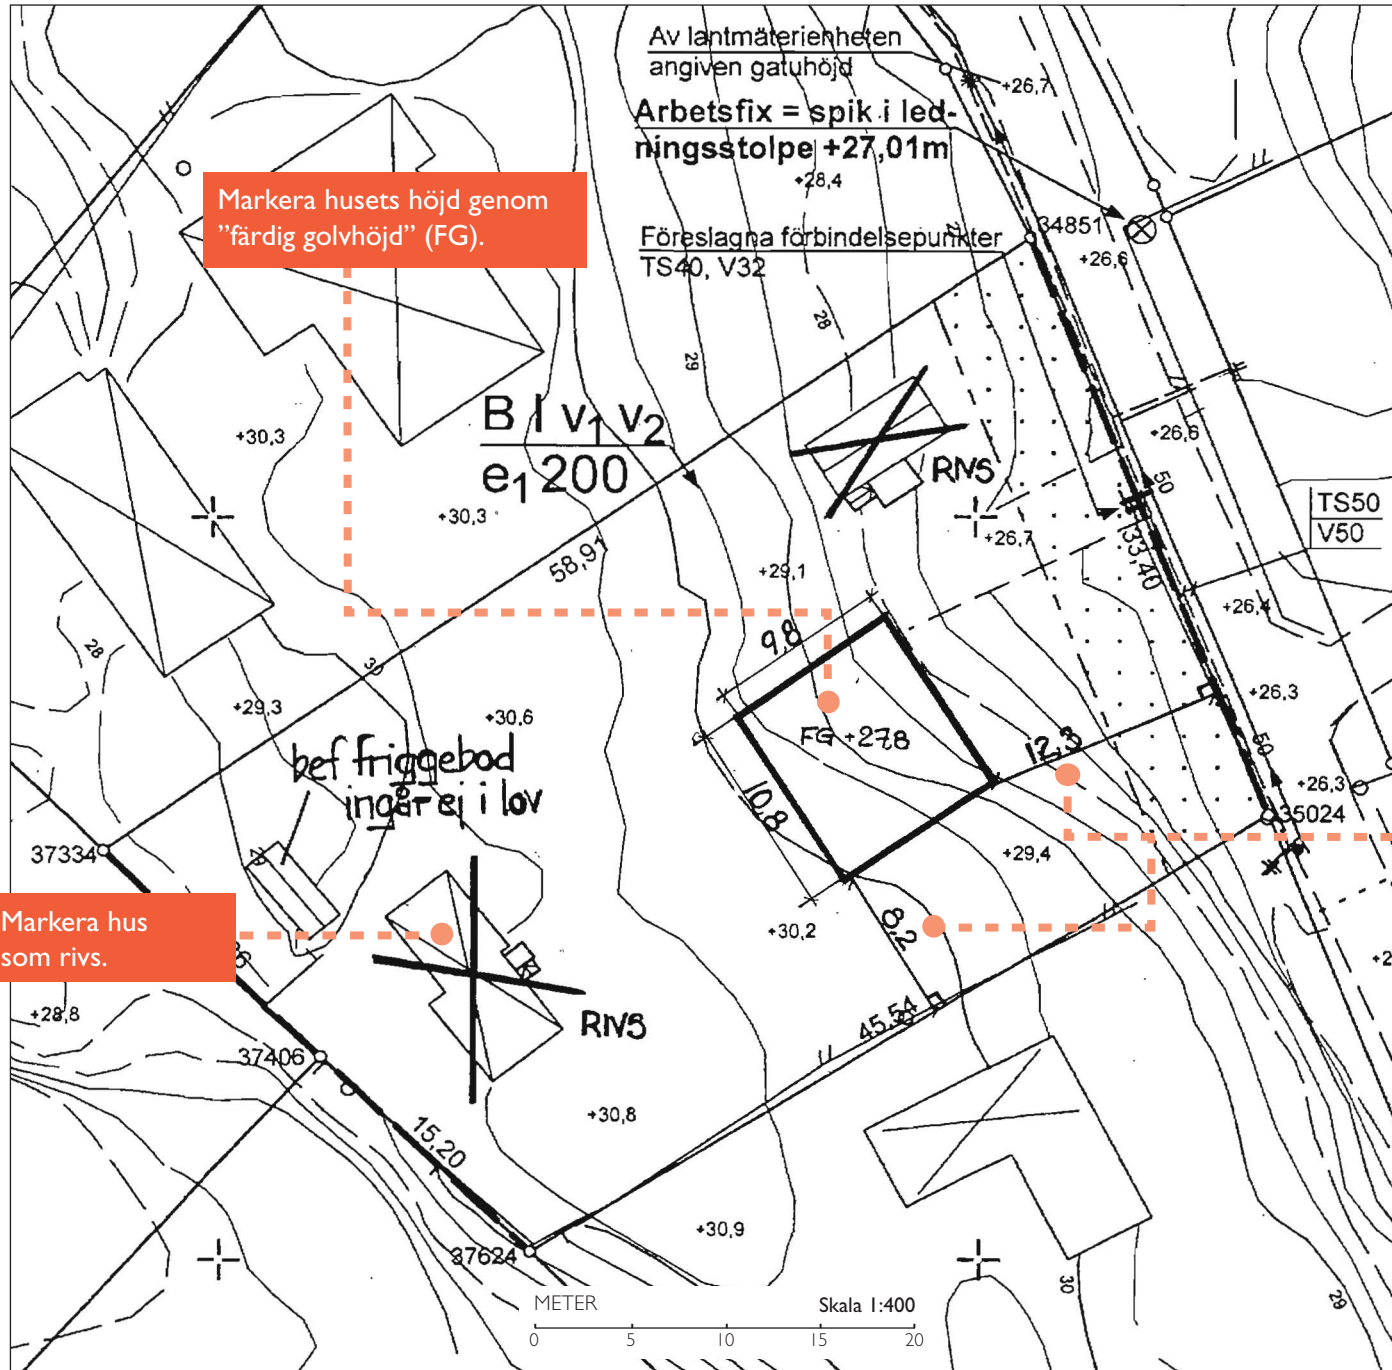 Av lantmäterienheten
angiven gatuhöjd
+26,7
Arbetsfix = spik i led-
ningsstolpe +27,01m
+28,4
Markera husets höjd genom
”färdig golvhöjd” (FG).
34851
Föreslagna förbindelsepunkter
TS40, V32
+26,6
28
29
B I v1 v2
e1 200
+30,3
+26,6
RIVS
50
TS50
V50
+30,3
+26,7
33,40
58,91
+29,1
+26,4
9,8
28
30
+29,3
+30,6
+26,3
FG +27,8
12,3
50
bef friggebod
ingår ej i lov
10,8
+26,3
35024
37334
29
+29,4
Markera hus
som rivs.
8,2
+30,2
+28,8
RIVS
45,54
37406
+30,8
15,20
+30,9
37624
30
29
METER
Skala 1:400
0 5 10 15 20